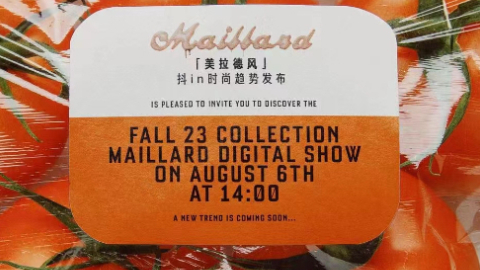 Maillard
「美拉德风」
抖in时尚趋势发布
IS PLEASED TO INVITE YOU TO DISCOVER THE
FALL 23 COLLECTION
MAILLARD DIGITAL SHOW
ON AUGUST 6TH
AT 14:00
A NEW TREND IS COMING SOON...